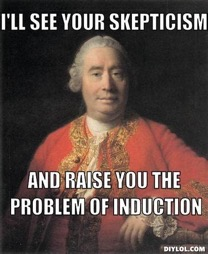 I'LL SEE YOUR SKEPTICISM
AND RAISE YOU THE
PROBLEM OF INDUCTION
DIYLOL.COM